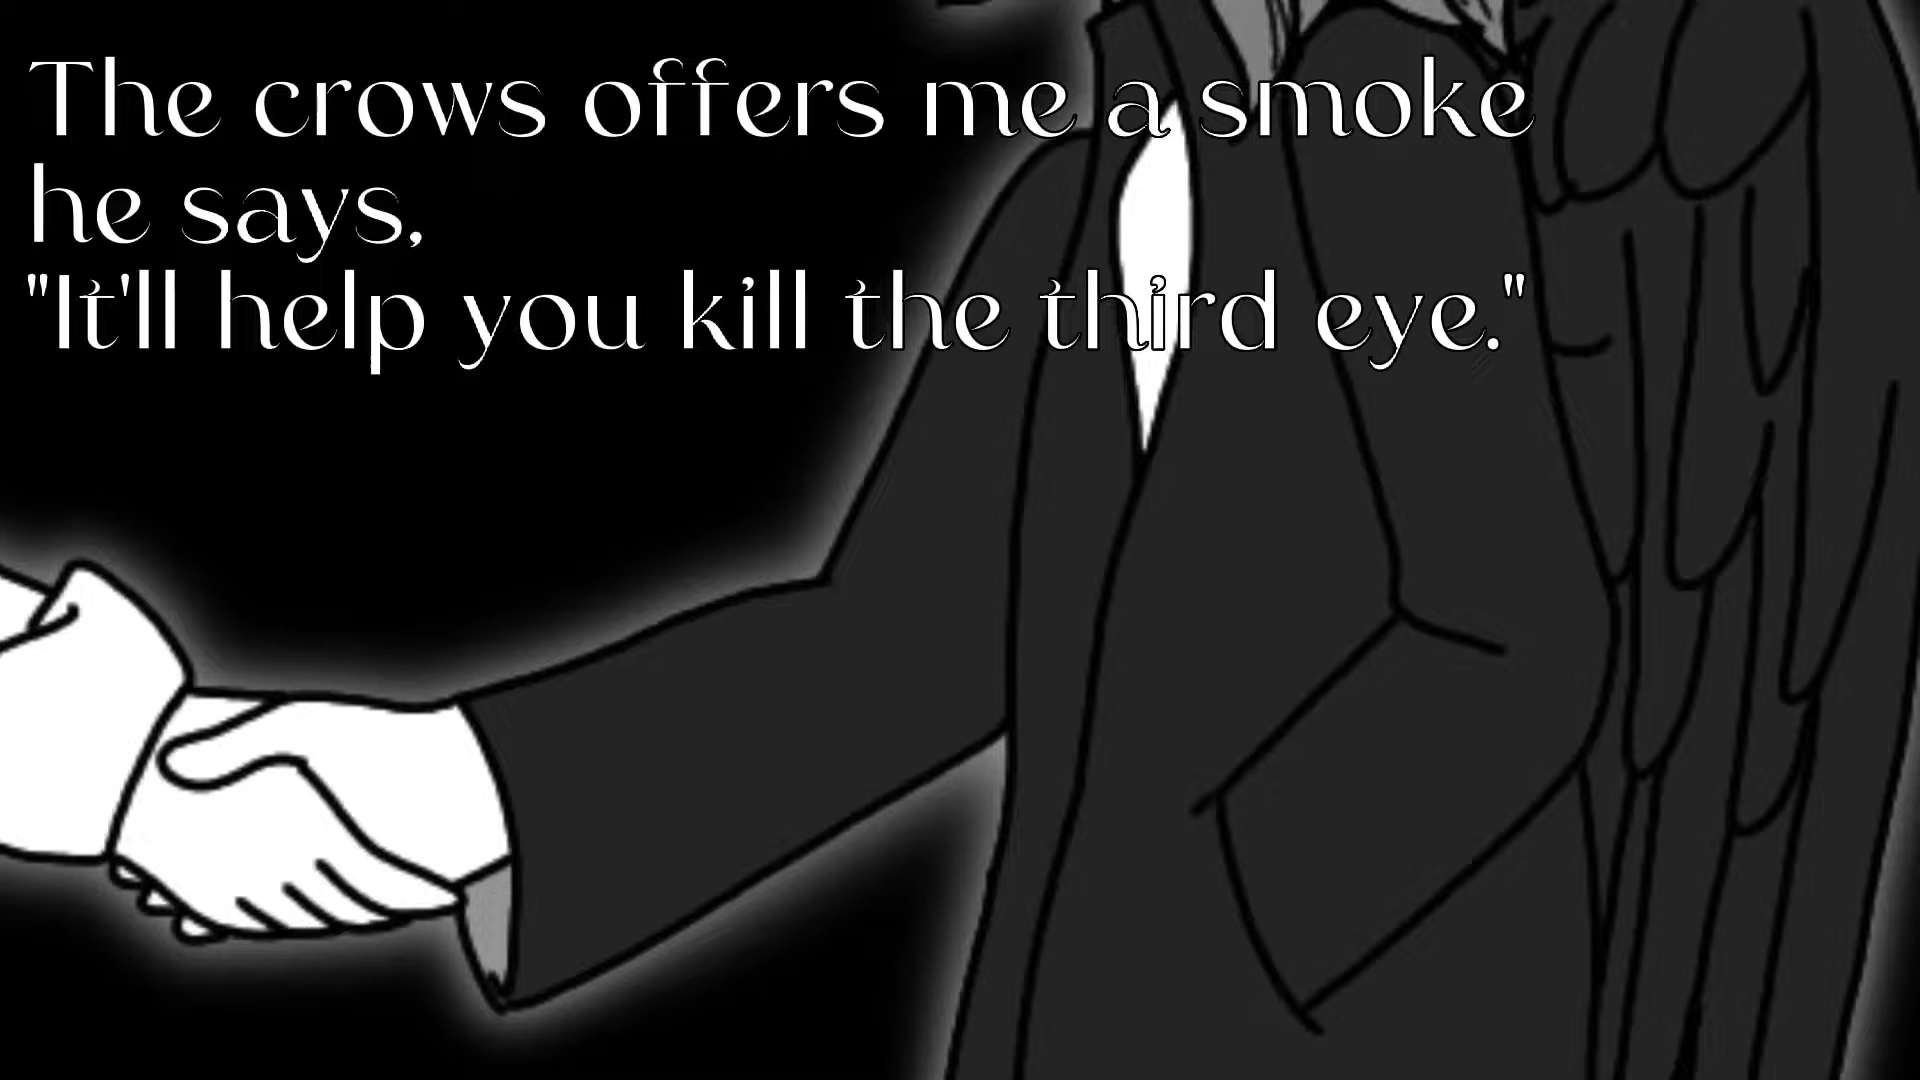 The crows offers me a smoke
he says,
"It'll help you kill the third eye."